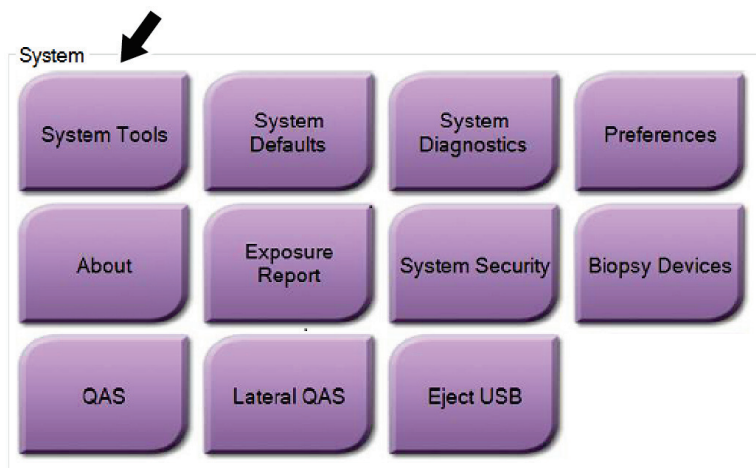 System
System Tools
System
Defaults
System
Diagnostics
Preferences
About
Exposure
Report
System Security
Biopsy Devices
QAS
Lateral QAS
Eject USB